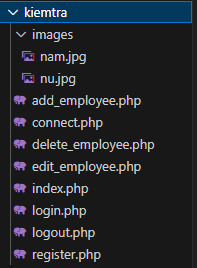 kiemtra
images
nam.jpg
nu.jpg
add_employee.php
connect.php
delete_employee.php
edit_employee.php
index.php
login.php
logout.php
register.php